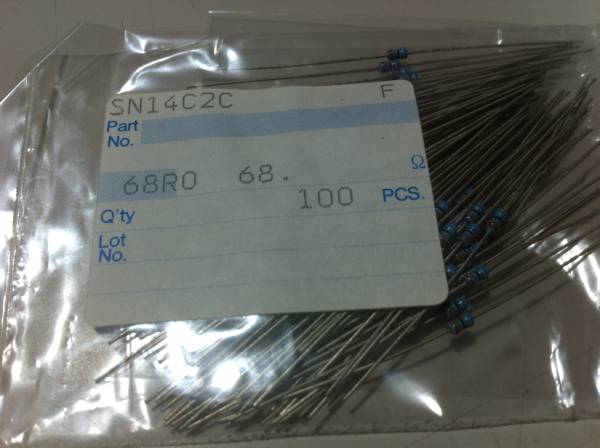 SN14C2C F
Part
No.
68R0 68. Ω
Q'ty 100 PCS.
Lot
No.